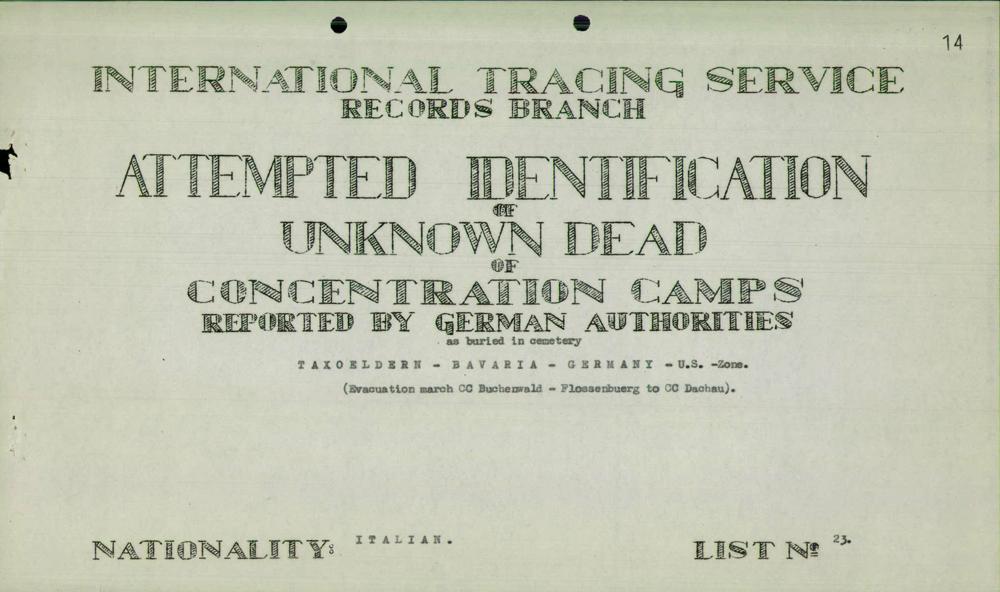 14
INTERNATIONAL TRACING SERVICE
RECORDS BRANCH
ATTEMPTED IDENTIFICATION
OF
UNKNOWN DEAD
OF
CONCENTRATION CAMPS
REPORTED BY GERMAN AUTHORITIES
as buried in cemetery
TAXOELDERN - BAVARIA - GERMANY - U.S. -Zone.
(Evacuation march CC Buchenwald - Flossenbuerg to CC Dachau).
NATIONALITY: ITALIAN. LIST Nº 23.